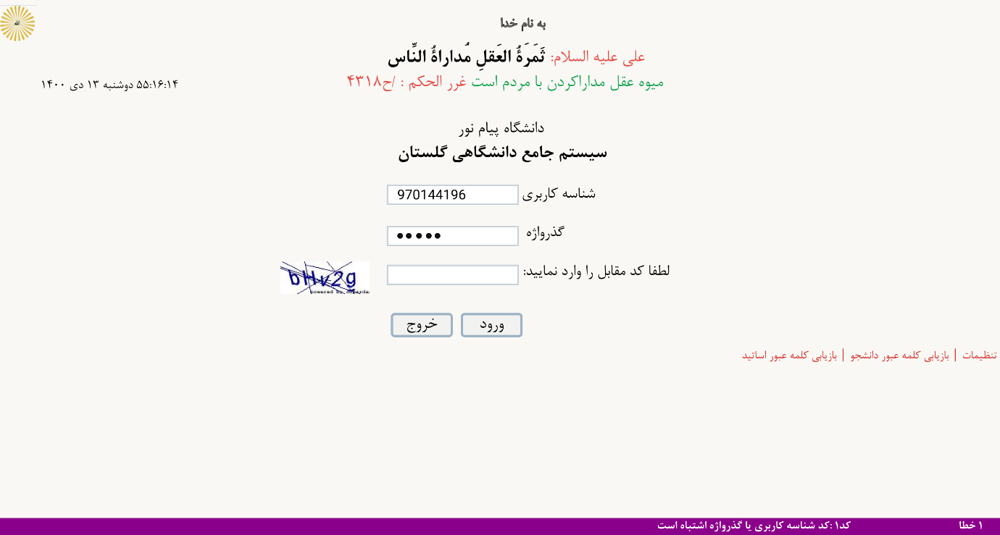 به نام خدا
علی علیه السلام: ثَمَرَهُٔ العَقلِ مُداراهُٔ النَّاس
میوه عقل مداراکردن با مردم است غرر الحکم : /ح۴۳۱۸
۵۵:۱۶:۱۴ دوشنبه ۱۳ دی ۱۴۰۰
دانشگاه پیام نور
سیستم جامع دانشگاهی گلستان
شناسه کاربری 970144196
گذرواژه •••••
لطفا کد مقابل را وارد نمایید:
bHv2g
powered by
ورود خروج
تنظیمات | بازیابی کلمه عبور دانشجو | بازیابی کلمه عبور اساتید
۱ خطا کد۱ :کد شناسه کاربری یا گذرواژه اشتباه است